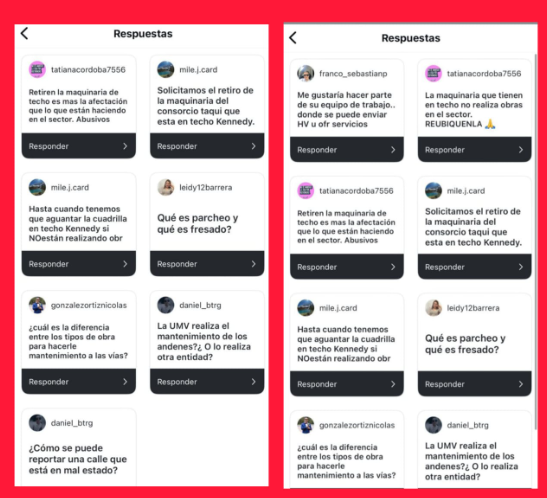 Respuestas
tatianacordoba7556
Retiren la maquinaria de
techo es mas la afectación
que lo que están haciendo
en el sector. Abusivos
Responder
mile.j.card
Solicitamos el retiro de
la maquinaria del
consorcio taqui que
esta en techo Kennedy.
Responder
mile.j.card
Hasta cuando tenemos
que aguantar la cuadrilla
en techo Kennedy si
NOestán realizando obr
Responder
leidy12barrera
Qué es parcheo y
qué es fresado?
Responder
gonzalezortiznicolas
¿cuál es la diferencia
entre los tipos de obra
para hacerle
mantenimiento a las vías?
Responder
daniel_btrg
La UMV realiza el
mantenimiento de los
andenes?¿ O lo realiza
otra entidad?
Responder
daniel_btrg
¿Cómo se puede
reportar una calle que
está en mal estado?
Respuestas
franco_sebastianp
Me gustaría hacer parte
de su equipo de trabajo..
donde se puede enviar
HV u ofr servicios
Responder
tatianacordoba7556
La maquinaria que tienen
en techo no realiza obras
en el sector.
REUBIQUENLA 🙏
Responder
tatianacordoba7556
Retiren la maquinaria de
techo es mas la afectación
que lo que están haciendo
en el sector. Abusivos
Responder
mile.j.card
Solicitamos el retiro de
la maquinaria del
consorcio taqui que
esta en techo Kennedy.
Responder
mile.j.card
Hasta cuando tenemos
que aguantar la cuadrilla
en techo Kennedy si
NOestán realizando obr
Responder
leidy12barrera
Qué es parcheo y
qué es fresado?
Responder
gonzalezortiznicolas
¿cuál es la diferencia
entre los tipos de obra
para hacerle
mantenimiento a las vías?
daniel_btrg
La UMV realiza el
mantenimiento de los
andenes?¿ O lo realiza
otra entidad?